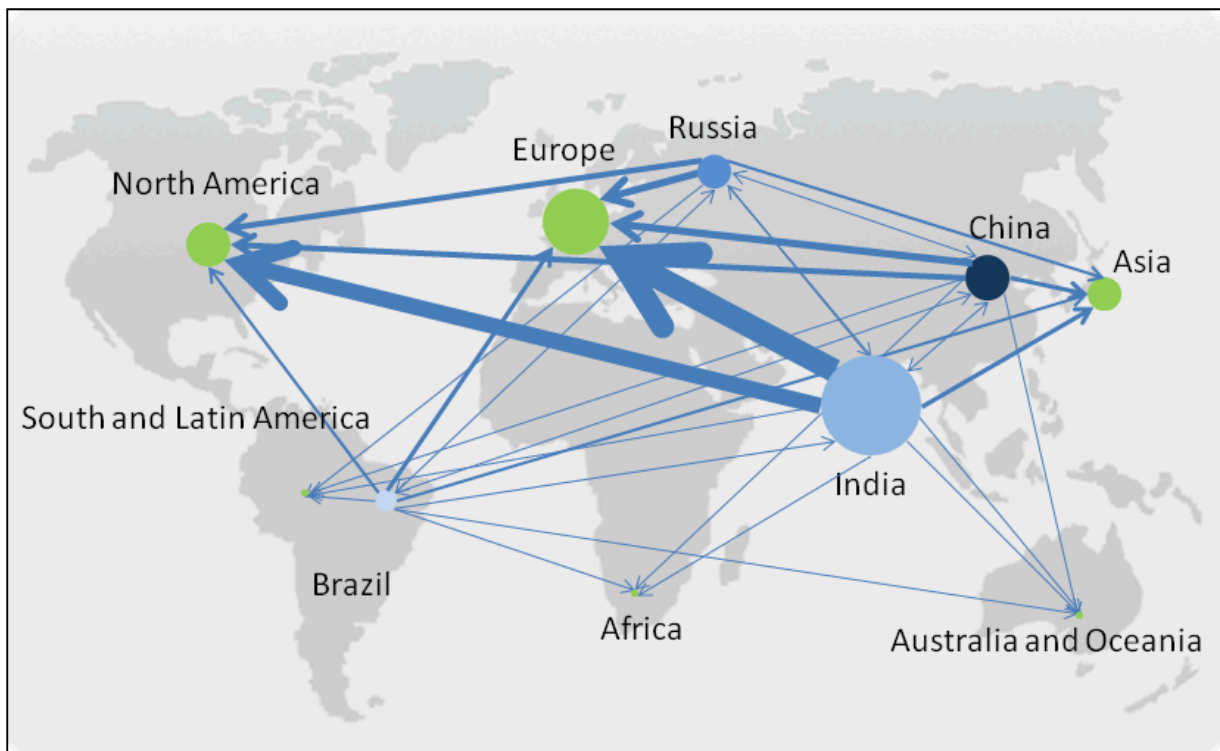 Russia
Europe
North America
China
Asia
South and Latin America
India
Brazil
Africa
Australia and Oceania